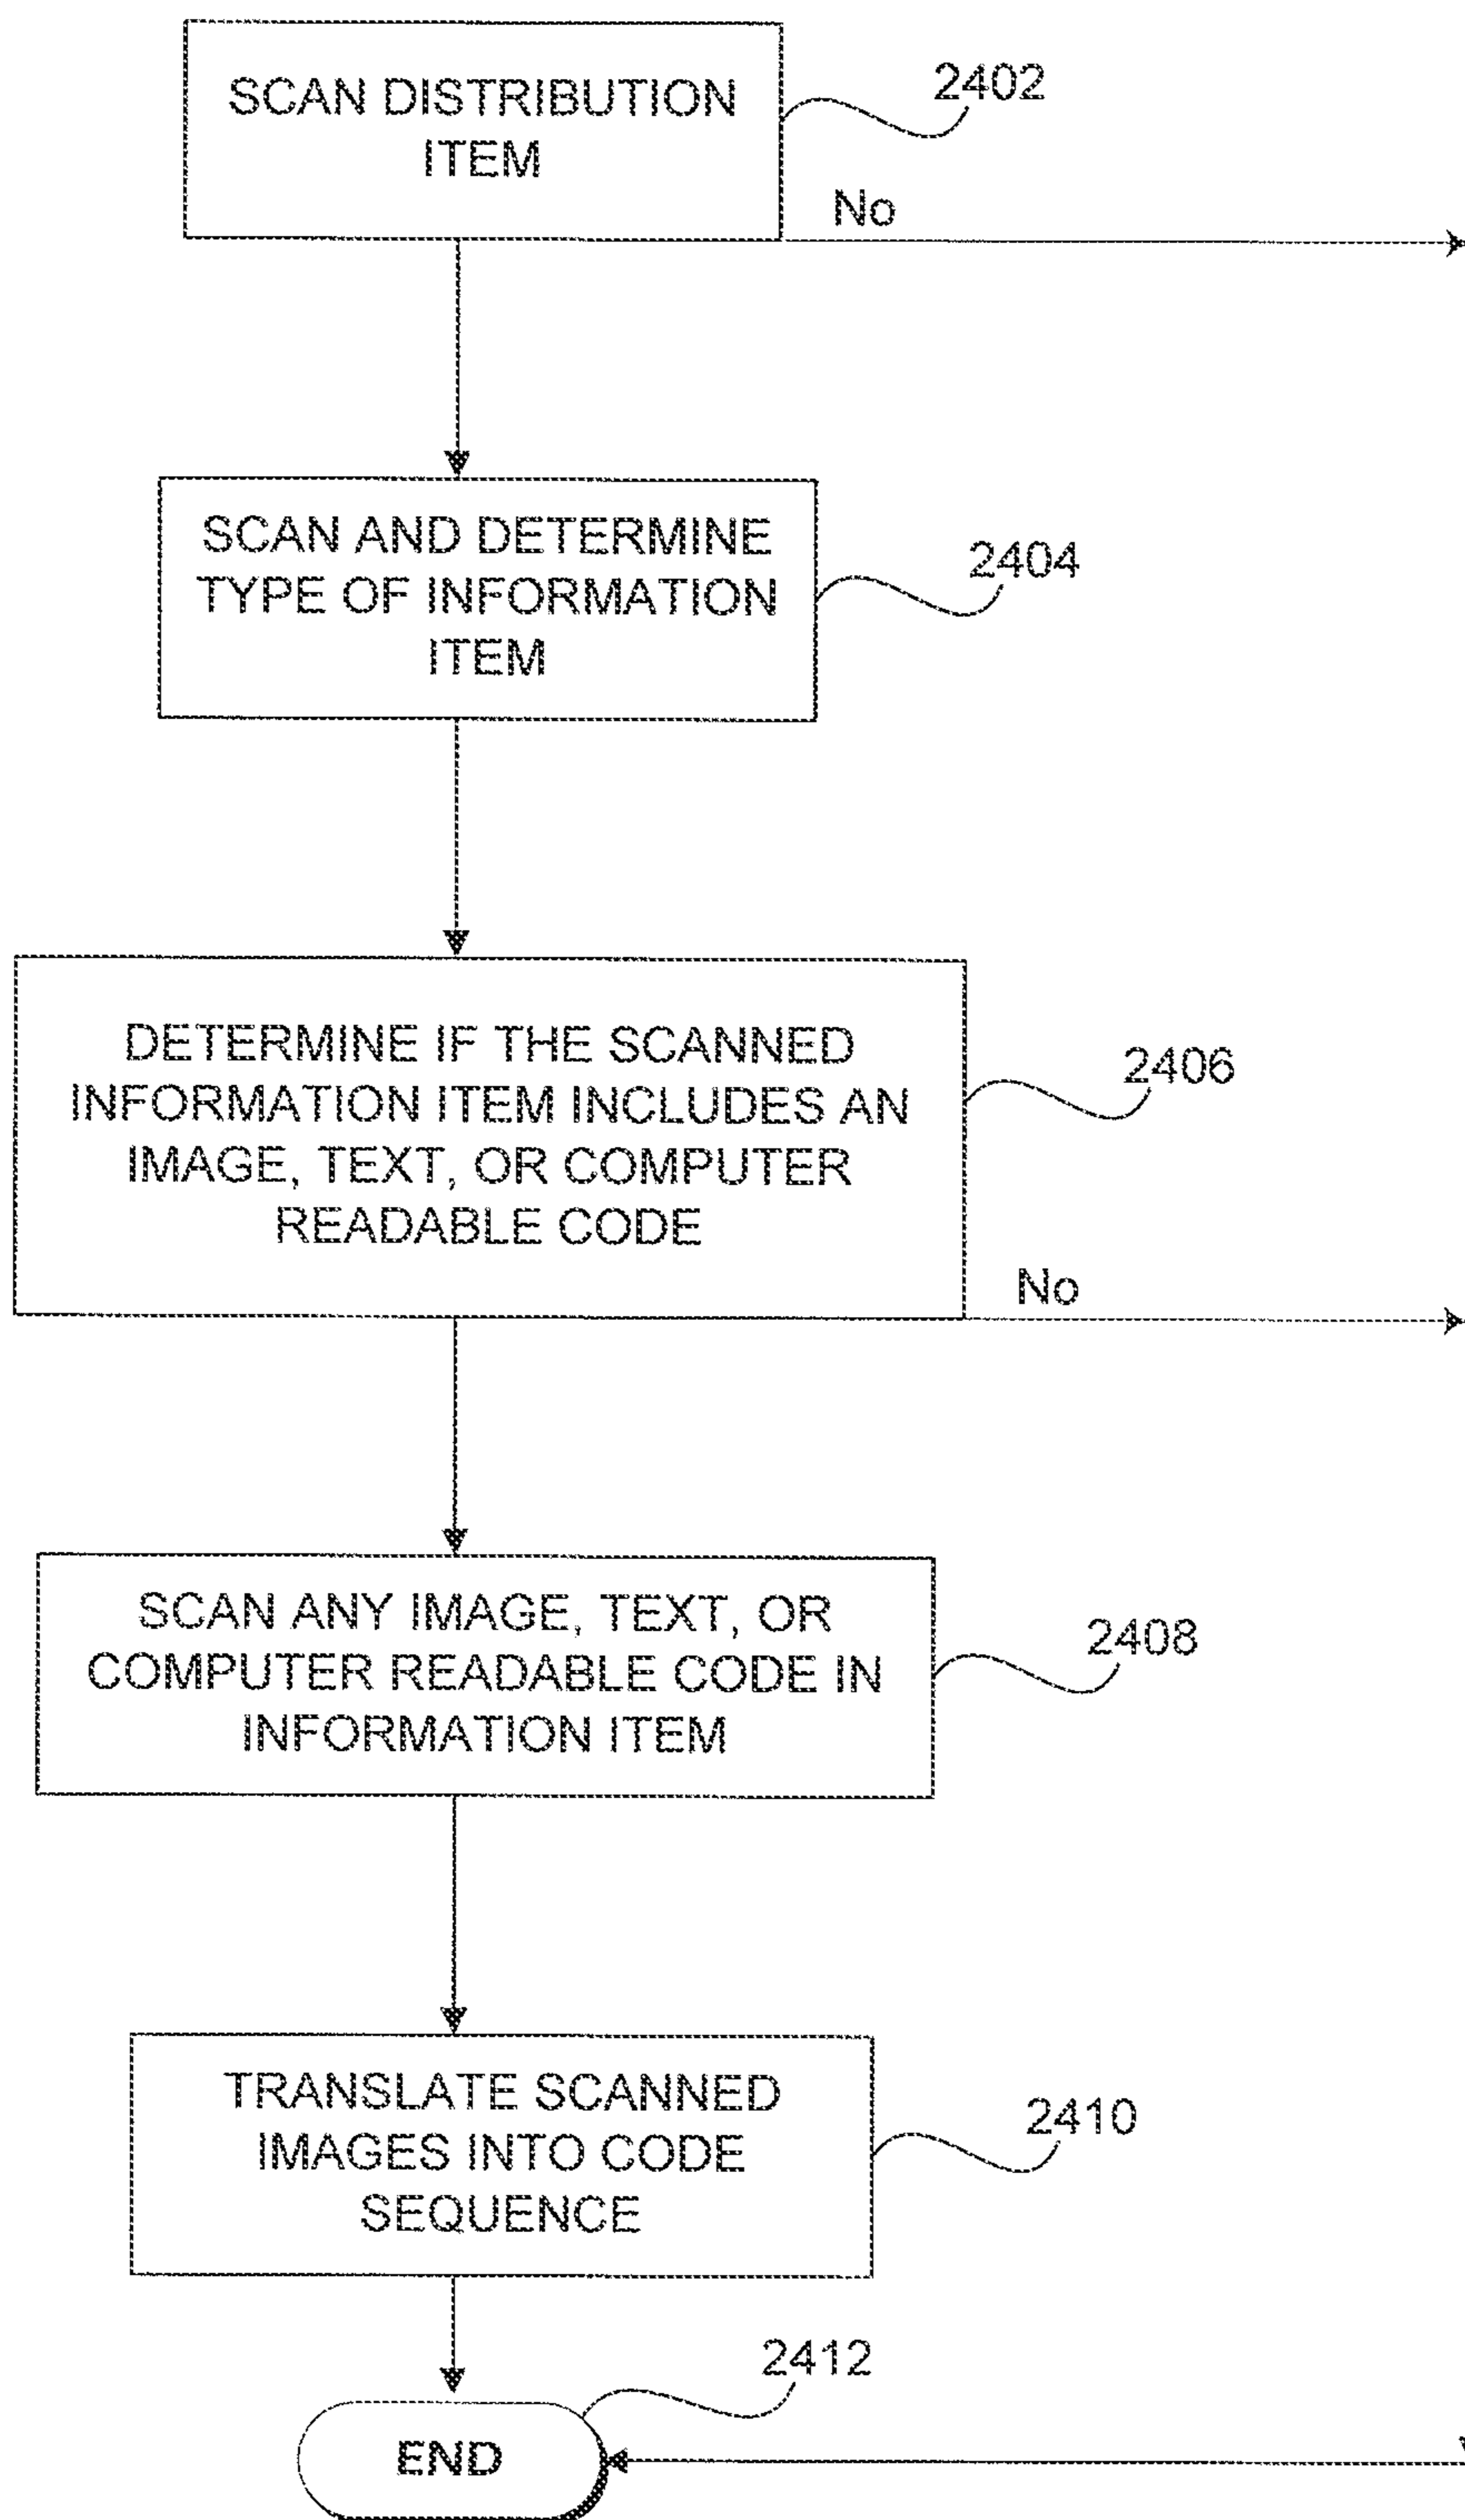 SCAN DISTRIBUTION
ITEM
2402
No
SCAN AND DETERMINE
TYPE OF INFORMATION
ITEM
2404
DETERMINE IF THE SCANNED
INFORMATION ITEM INCLUDES AN
IMAGE, TEXT, OR COMPUTER
READABLE CODE
2406
No
SCAN ANY IMAGE, TEXT, OR
COMPUTER READABLE CODE IN
INFORMATION ITEM
2408
TRANSLATE SCANNED
IMAGES INTO CODE
SEQUENCE
2410
2412
END